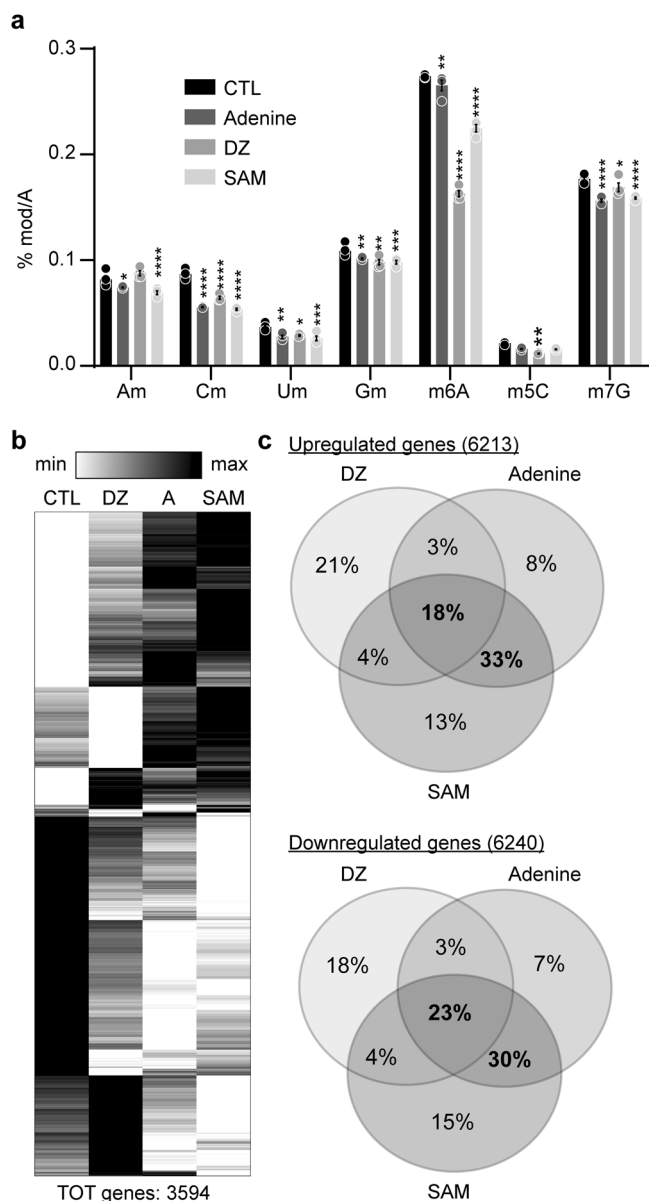 a
0.3
CTL
Adenine
DZ
SAM
0.2
% mod/A
0.1
0.0
* **** **** **** **** ** * *** ** ** *** ** **** **** ** **** * ****
Am Cm Um Gm m6A m5C m7G
b
min max
CTL DZ A SAM
TOT genes: 3594
c
Upregulated genes (6213)
DZ Adenine
3%
21% 8%
18%
4% 33%
13%
SAM
Downregulated genes (6240)
DZ Adenine
3%
18% 7%
23%
4% 30%
15%
SAM